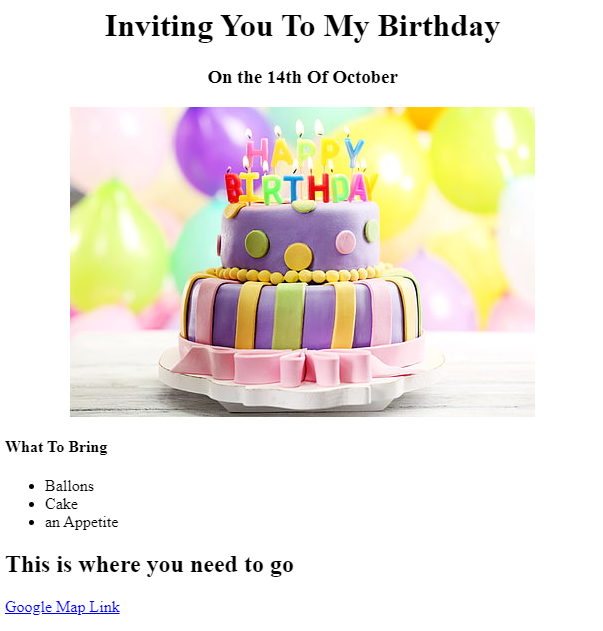 Inviting You To My Birthday
On the 14th Of October
HAPPY
BIRTHDAY
What To Bring
Ballons
Cake
an Appetite
This is where you need to go
Google Map Link